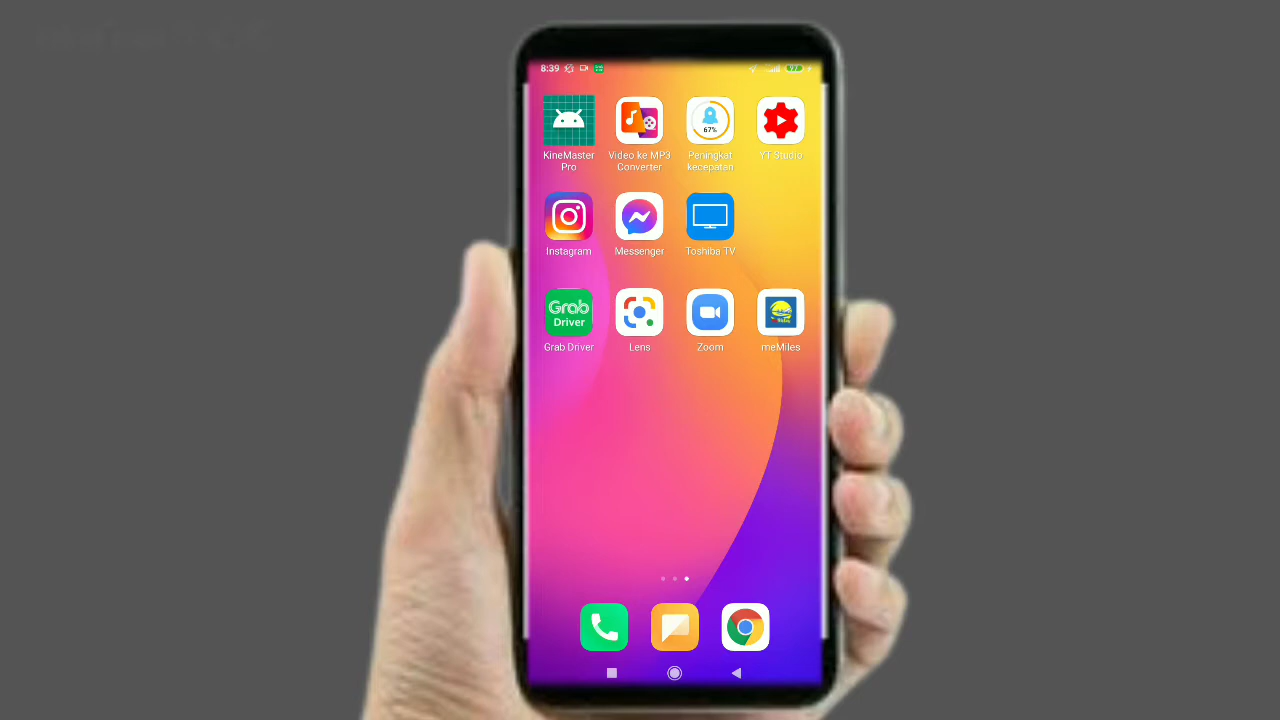 8:39
97
KineMaster
Pro
Video ke MP3
Converter
67%
Peningkat
kecepatan
YT Studio
Instagram
Messenger
Toshiba TV
Grab
Driver
Grab Driver
Lens
Zoom
meMiles